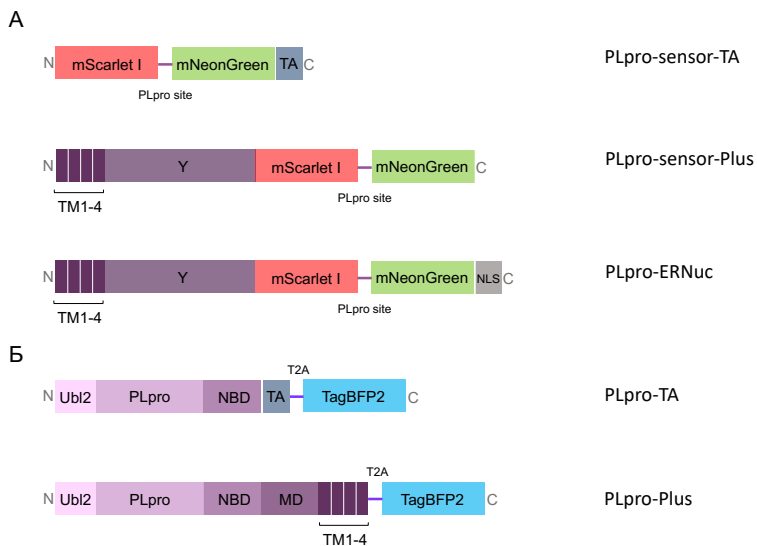 А
N mScarlet I mNeonGreen TA C PLpro-sensor-TA
PLpro site
N Y mScarlet I mNeonGreen C PLpro-sensor-Plus
PLpro site
TM1-4
N Y mScarlet I mNeonGreen NLS C PLpro-ERNuc
PLpro site
TM1-4
Б
T2A
N Ubl2 PLpro NBD TA TagBFP2 C PLpro-TA
T2A
N Ubl2 PLpro NBD MD TagBFP2 C PLpro-Plus
TM1-4